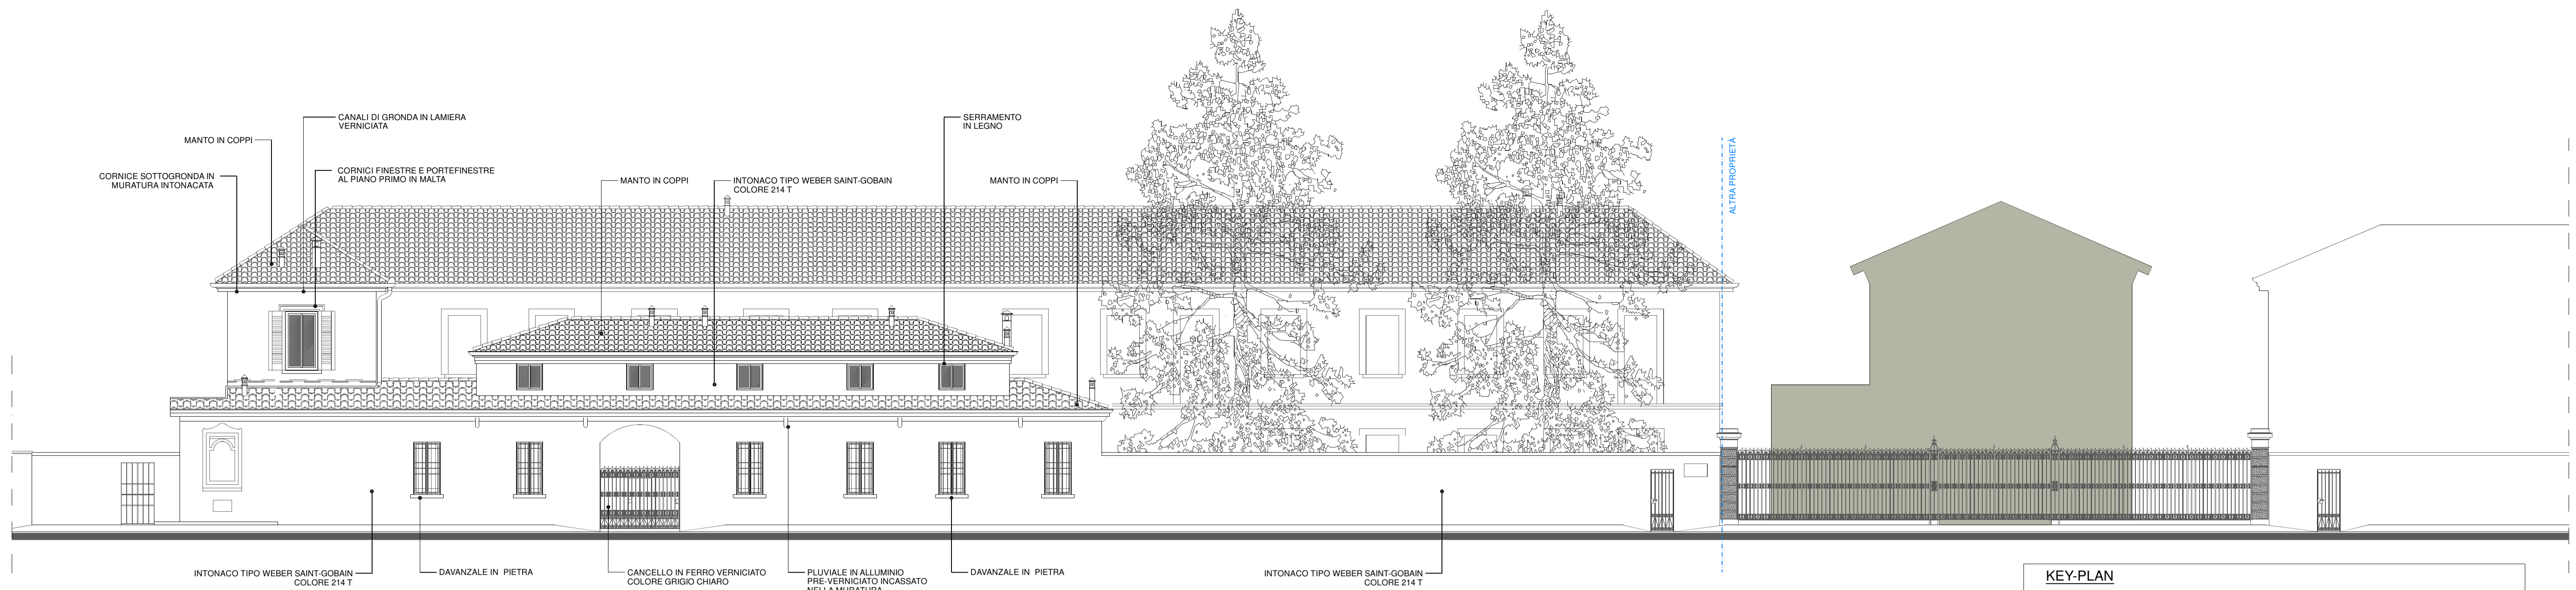 CANALI DI GRONDA IN LAMIERA
VERNICIATA
SERRAMENTO
IN LEGNO
MANTO IN COPPI
CORNICE SOTTOGRONDA IN
MURATURA INTONACATA
CORNICI FINESTRE E PORTEFINESTRE
AL PIANO PRIMO IN MALTA
MANTO IN COPPI
INTONACO TIPO WEBER SAINT-GOBAIN
COLORE 214 T
MANTO IN COPPI
ALTRA PROPRIETÀ
INTONACO TIPO WEBER SAINT-GOBAIN
COLORE 214 T
DAVANZALE IN PIETRA
CANCELLO IN FERRO VERNICIATO
COLORE GRIGIO CHIARO
PLUVIALE IN ALLUMINIO
PRE-VERNICIATO INCASSATO
NELLA MURATURA
DAVANZALE IN PIETRA
INTONACO TIPO WEBER SAINT-GOBAIN
COLORE 214 T
KEY-PLAN